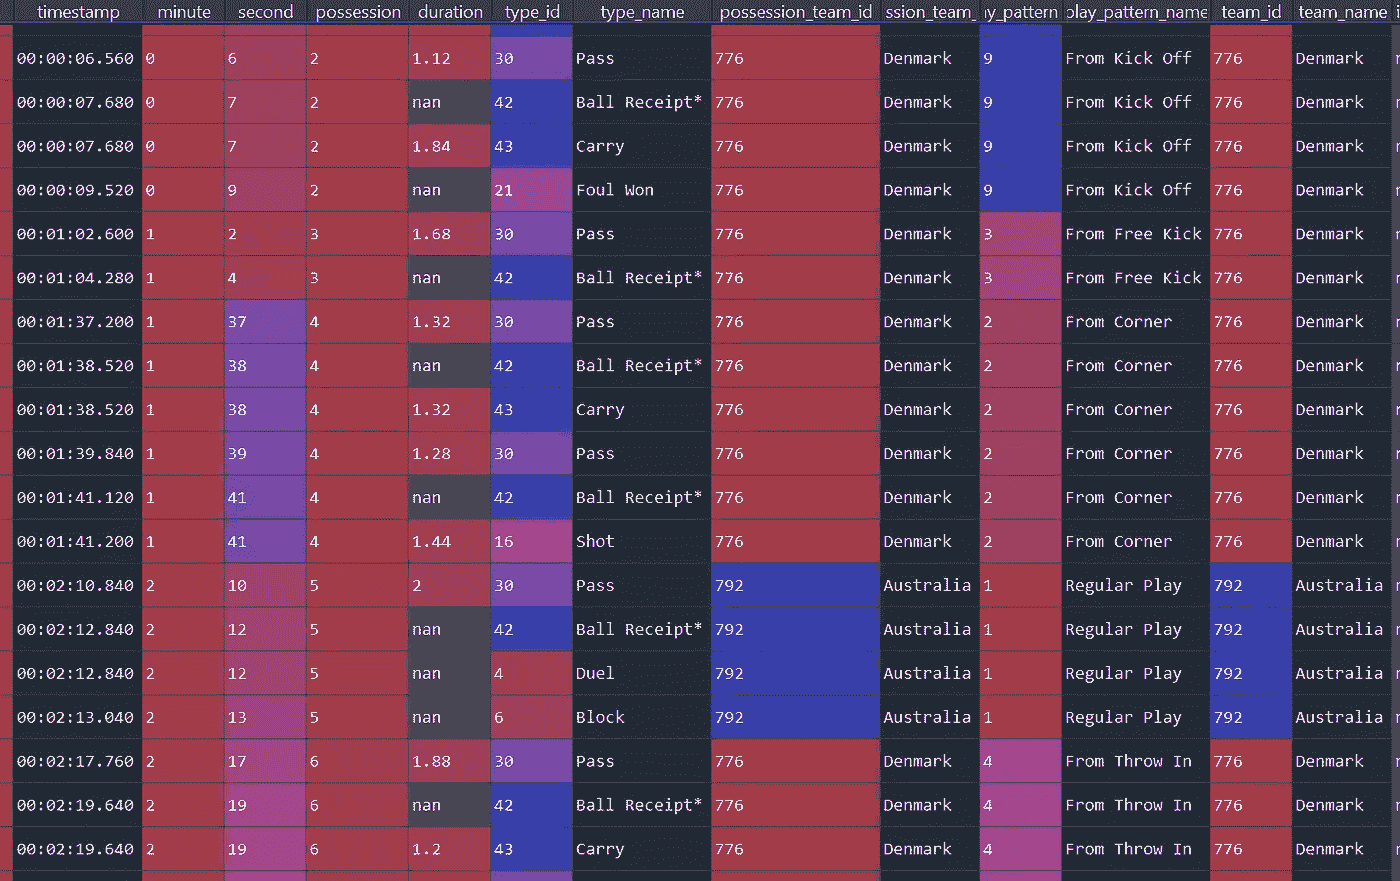 timestamp minute second possession duration type_id type_name possession_team_id ssion_team_ y_pattern play_pattern_name team_id team_name
00:00:06.560 0 6 2 1.12 30 Pass 776 Denmark 9 From Kick Off 776 Denmark
00:00:07.680 0 7 2 nan 42 Ball Receipt* 776 Denmark 9 From Kick Off 776 Denmark
00:00:07.680 0 7 2 1.84 43 Carry 776 Denmark 9 From Kick Off 776 Denmark
00:00:09.520 0 9 2 nan 21 Foul Won 776 Denmark 9 From Kick Off 776 Denmark
00:01:02.600 1 2 3 1.68 30 Pass 776 Denmark 3 From Free Kick 776 Denmark
00:01:04.280 1 4 3 nan 42 Ball Receipt* 776 Denmark 3 From Free Kick 776 Denmark
00:01:37.200 1 37 4 1.32 30 Pass 776 Denmark 2 From Corner 776 Denmark
00:01:38.520 1 38 4 nan 42 Ball Receipt* 776 Denmark 2 From Corner 776 Denmark
00:01:38.520 1 38 4 1.32 43 Carry 776 Denmark 2 From Corner 776 Denmark
00:01:39.840 1 39 4 1.28 30 Pass 776 Denmark 2 From Corner 776 Denmark
00:01:41.120 1 41 4 nan 42 Ball Receipt* 776 Denmark 2 From Corner 776 Denmark
00:01:41.200 1 41 4 1.44 16 Shot 776 Denmark 2 From Corner 776 Denmark
00:02:10.840 2 10 5 2 30 Pass 792 Australia 1 Regular Play 792 Australia
00:02:12.840 2 12 5 nan 42 Ball Receipt* 792 Australia 1 Regular Play 792 Australia
00:02:12.840 2 12 5 nan 4 Duel 792 Australia 1 Regular Play 792 Australia
00:02:13.040 2 13 5 nan 6 Block 792 Australia 1 Regular Play 792 Australia
00:02:17.760 2 17 6 1.88 30 Pass 776 Denmark 4 From Throw In 776 Denmark
00:02:19.640 2 19 6 nan 42 Ball Receipt* 776 Denmark 4 From Throw In 776 Denmark
00:02:19.640 2 19 6 1.2 43 Carry 776 Denmark 4 From Throw In 776 Denmark